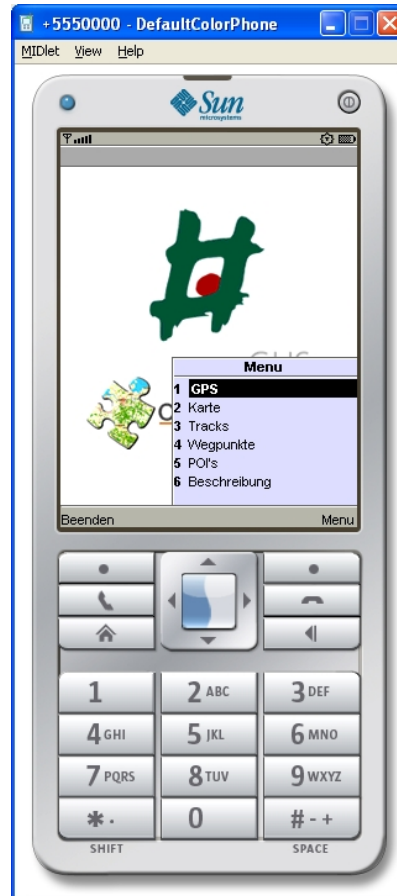 +5550000 - DefaultColorPhone
MIDlet View Help
Sun
microsystems
Menu
1 GPS
2 Karte
3 Tracks
4 Wegpunkte
5 POI's
6 Beschreibung
Beenden Menu
1 2 ABC 3 DEF
4 GHI 5 JKL 6 MNO
7 PQRS 8 TUV 9 WXYZ
* . 0 # - +
SHIFT SPACE